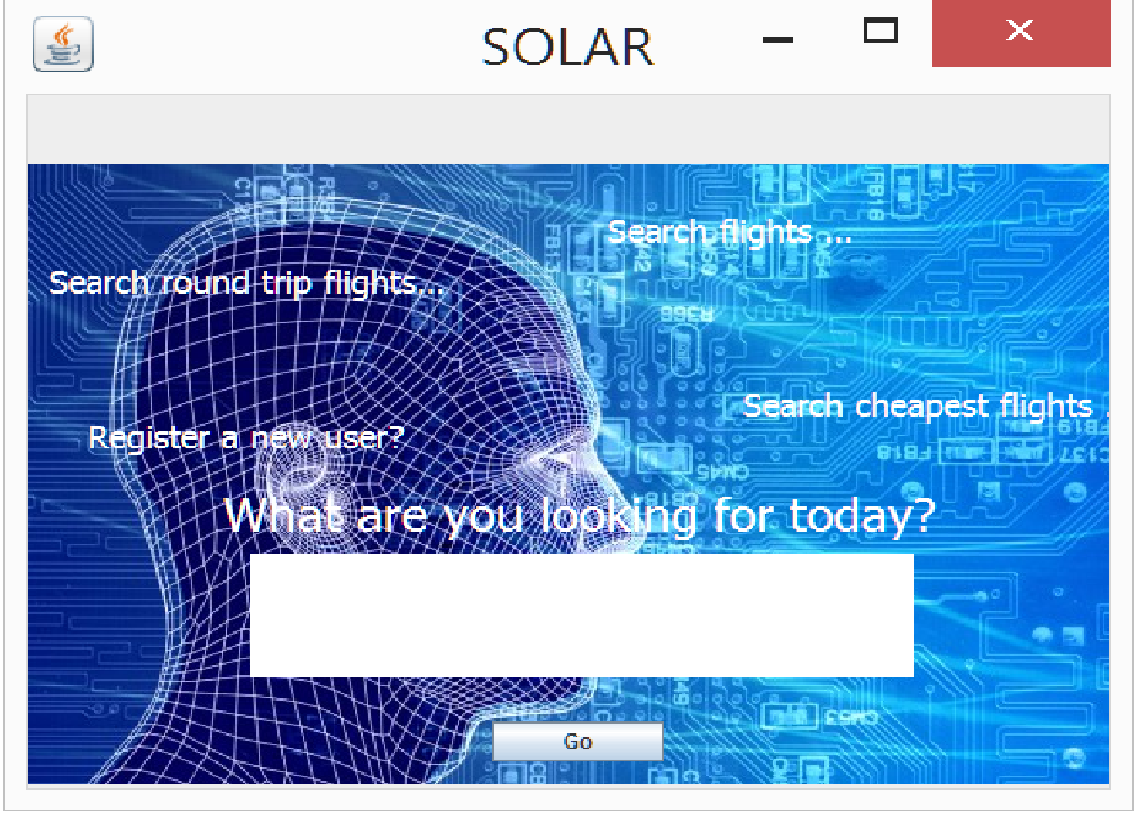 SOLAR
Search flights ...
Search round trip flights...
Search cheapest flights .
Register a new user?
What are you looking for today?
Go